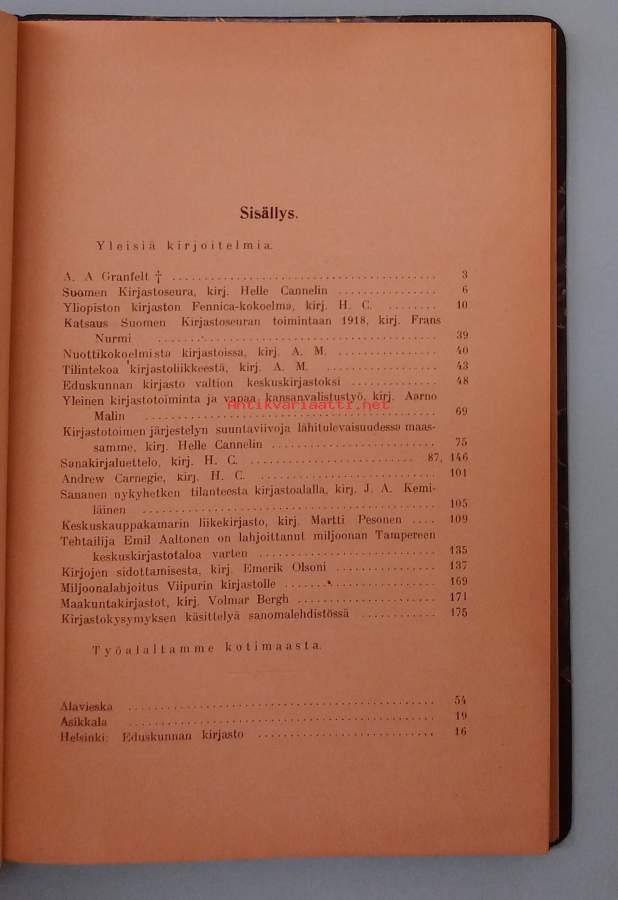 Sisällys.
Yleisiä kirjoitelmia.
A. A Granfelt † 3
Suomen Kirjastoseura, kirj. Helle Cannelin 6
Yliopiston kirjaston Fennica-kokoelma, kirj. H. C. 10
Katsaus Suomen Kirjastoseuran toimintaan 1918, kirj. Frans
Nurmi 39
Nuottikokoelmista kirjastoissa, kirj. A. M. 40
Tilintekoa kirjastoliikkeestä, kirj. A. M. 43
Eduskunnan kirjasto valtion keskuskirjastoksi 48
Yleinen kirjastotoiminta ja vapaa kansanvalistustyö, kirj. Aarno
Antikvariaatti.net
Malin 69
Kirjastotoimen järjestelyn suuntaviivoja lähitulevaisuudessa maas-
samme, kirj. Helle Cannelin 75
Sanakirjaluettelo, kirj. H. C. 87, 146
Andrew Carnegie, kirj. H. C. 101
Sananen nykyhetken tilanteesta kirjastoalalla, kirj. J. A. Kemi-
läinen 105
Keskuskauppakamarin liikekirjasto, kirj. Martti Pesonen 109
Tehtailija Emil Aaltonen on lahjoittanut miljoonan Tampereen
keskuskirjastotaloa varten 135
Kirjojen sidottamisesta, kirj. Emerik Olsoni 137
Miljoonalahjoitus Viipurin kirjastolle 169
Maakuntakirjastot, kirj. Volmar Bergh 171
Kirjastokysymyksen käsittelyä sanomalehdistössä 175
Työalaltamme kotimaasta.
Alavieska 54
Asikkala 19
Helsinki: Eduskunnan kirjasto 16